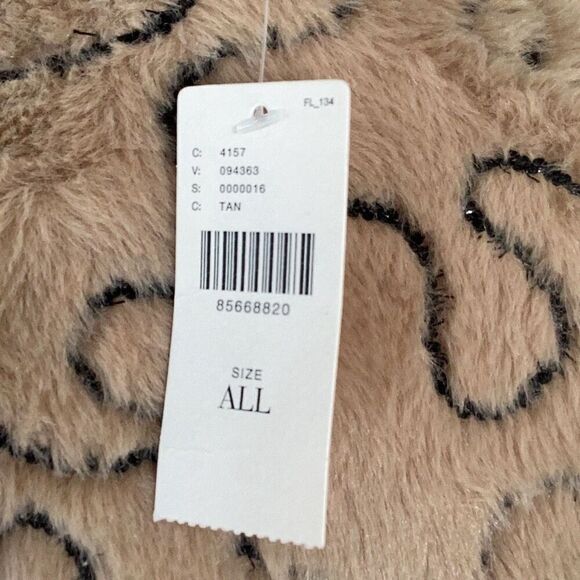 FL_134
C: 4157
V: 094363
S: 0000016
C: TAN
85668820
SIZE
ALL